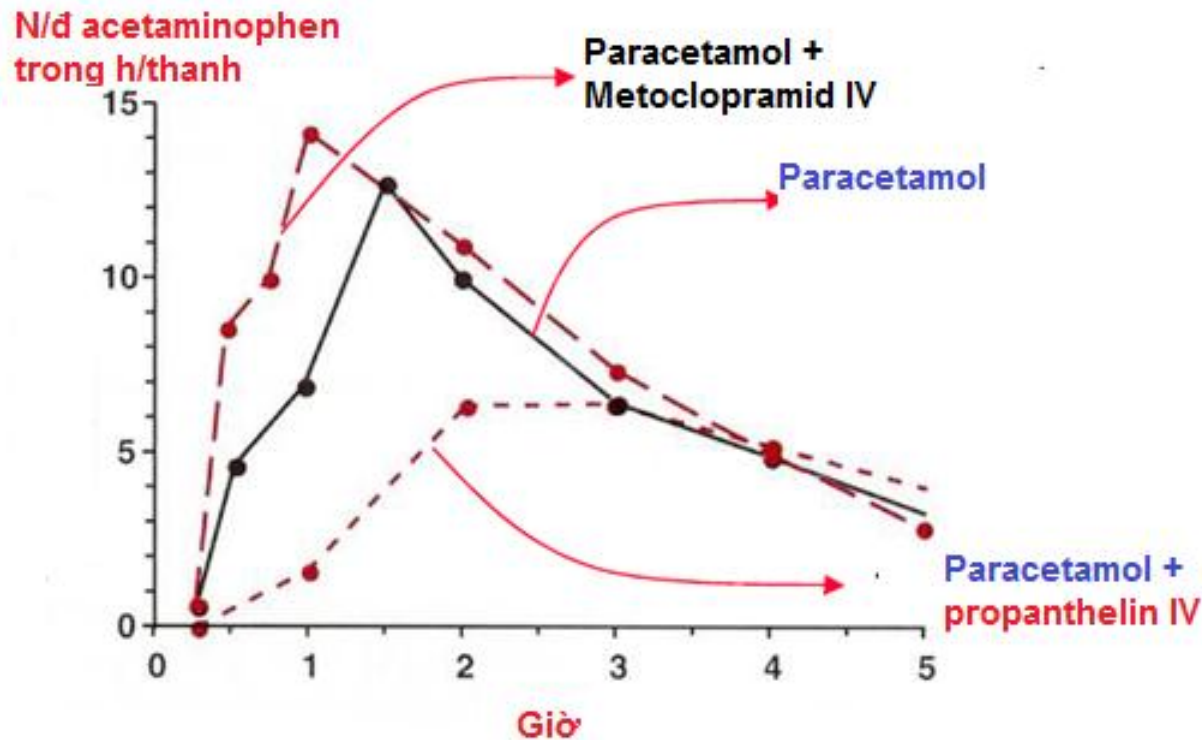 N/đ acetaminophen
trong h/thanh
Paracetamol +
Metoclopramid IV
Paracetamol
15
10
5
0
0 1 2 3 4 5
Paracetamol +
propanthelin IV
Giờ